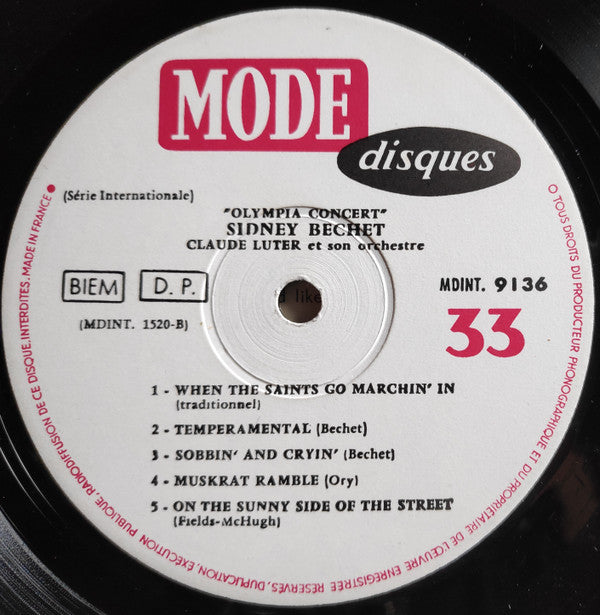 MODE
disques
(Série Internationale)
"OLYMPIA CONCERT"
SIDNEY BECHET
CLAUDE LUTER et son orchestre
BIEM D. P.
MDINT. 9136
(MDINT. 1520-B)
33
1 - WHEN THE SAINTS GO MARCHIN' IN
(traditionnel)
2 - TEMPERAMENTAL (Bechet)
3 - SOBBIN' AND CRYIN' (Bechet)
4 - MUSKRAT RAMBLE (Ory)
5 - ON THE SUNNY SIDE OF THE STREET
(Fields-McHugh)
O TOUS DROITS DU PRODUCTEUR PHONOGRAPHIQUE ET DU PROPRIETAIRE DE L'ŒUVRE ENREGISTRÉE RÉSERVÉS, DUPLICATION, EXÉCUTION PUBLIQUE, RADIODIFFUSION DE CE DISQUE, INTERDITES. MADE IN FRANCE ●